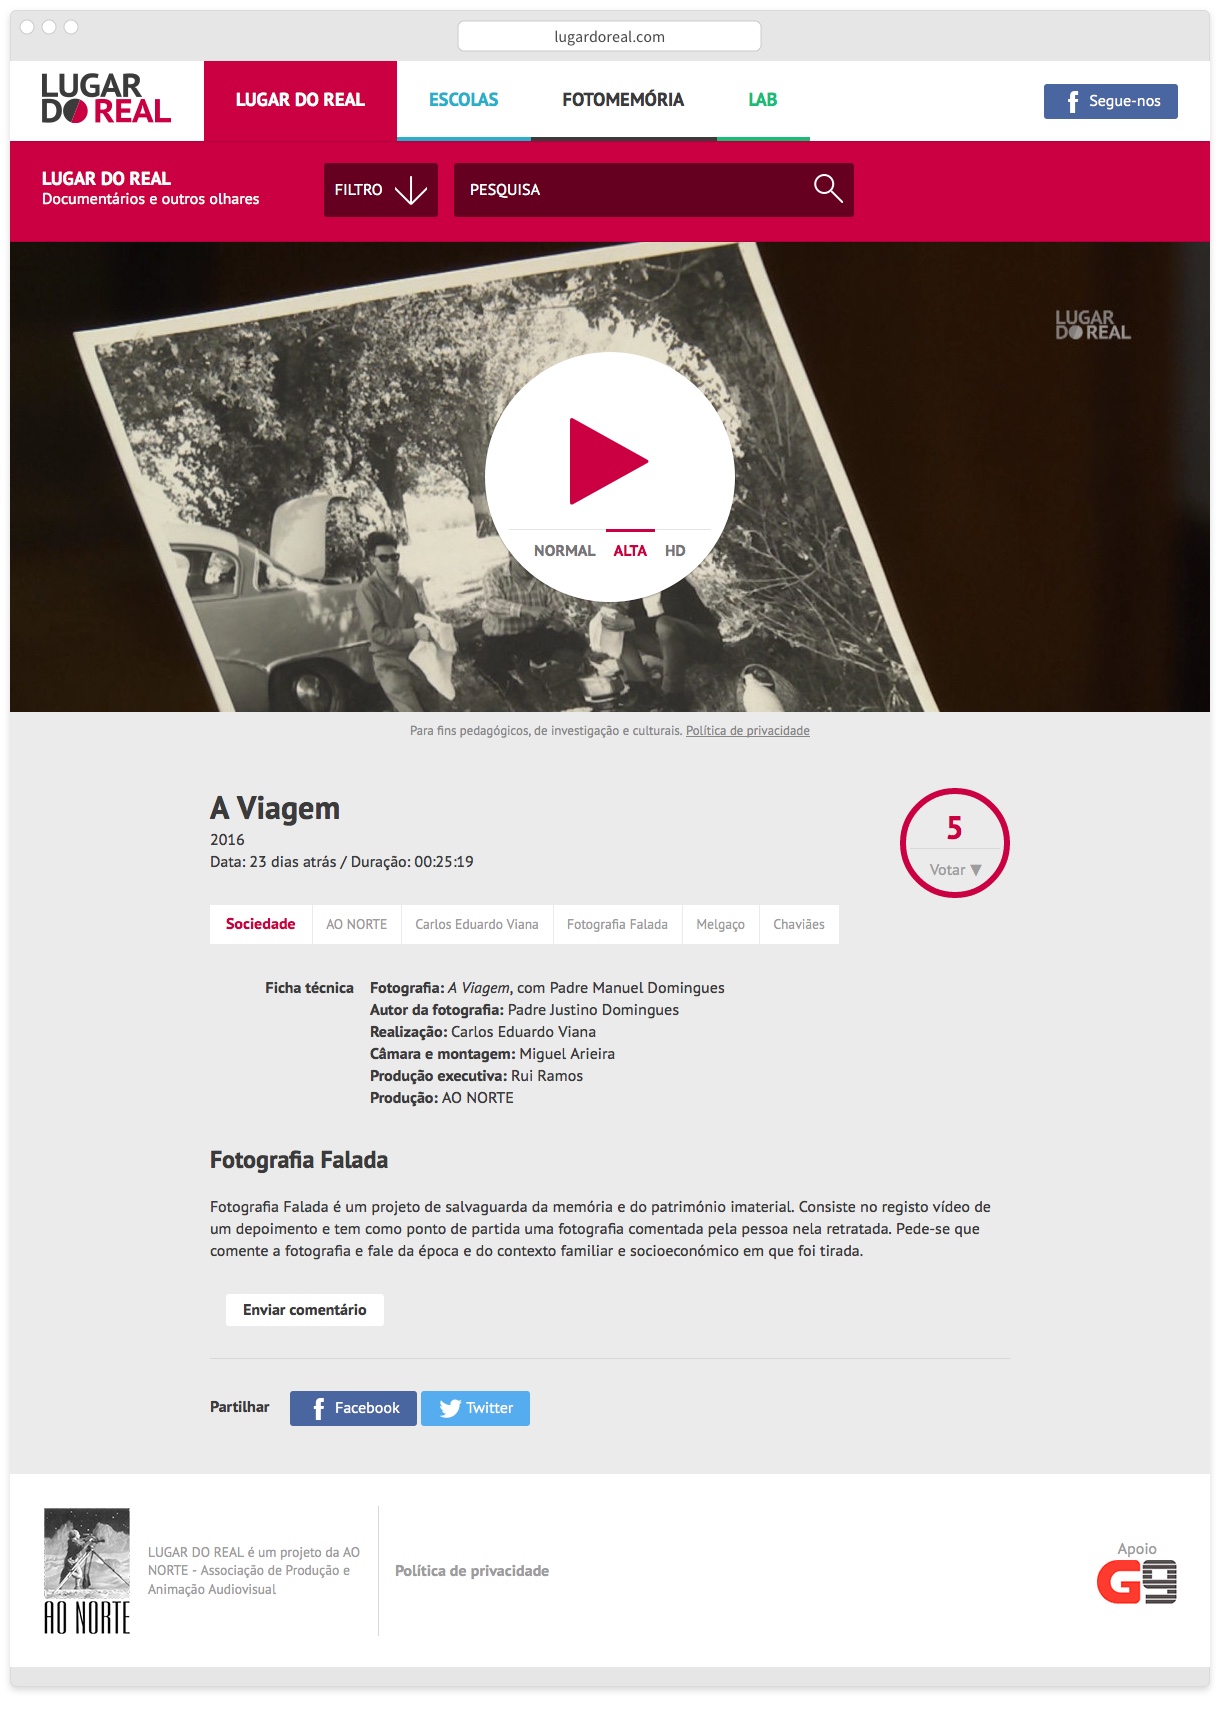 lugardoreal.com
LUGAR
DO REAL
LUGAR DO REAL
ESCOLAS
FOTOMEMÓRIA
LAB
Segue-nos
LUGAR DO REAL
Documentários e outros olhares
FILTRO
PESQUISA
LUGAR
DO REAL
NORMAL ALTA HD
Para fins pedagógicos, de investigação e culturais. Política de privacidade
A Viagem
2016
Data: 23 dias atrás / Duração: 00:25:19
5
Votar ▼
Sociedade
AO NORTE
Carlos Eduardo Viana
Fotografia Falada
Melgaço
Chaviães
Ficha técnica
Fotografia: A Viagem, com Padre Manuel Domingues
Autor da fotografia: Padre Justino Domingues
Realização: Carlos Eduardo Viana
Câmara e montagem: Miguel Arieira
Produção executiva: Rui Ramos
Produção: AO NORTE
Fotografia Falada
Fotografia Falada é um projeto de salvaguarda da memória e do património imaterial. Consiste no registo vídeo de
um depoimento e tem como ponto de partida uma fotografia comentada pela pessoa nela retratada. Pede-se que
comente a fotografia e fale da época e do contexto familiar e socioeconómico em que foi tirada.
Enviar comentário
Partilhar
Facebook
Twitter
AO NORTE
LUGAR DO REAL é um projeto da AO
NORTE - Associação de Produção e
Animação Audiovisual
Política de privacidade
Apoio
G9